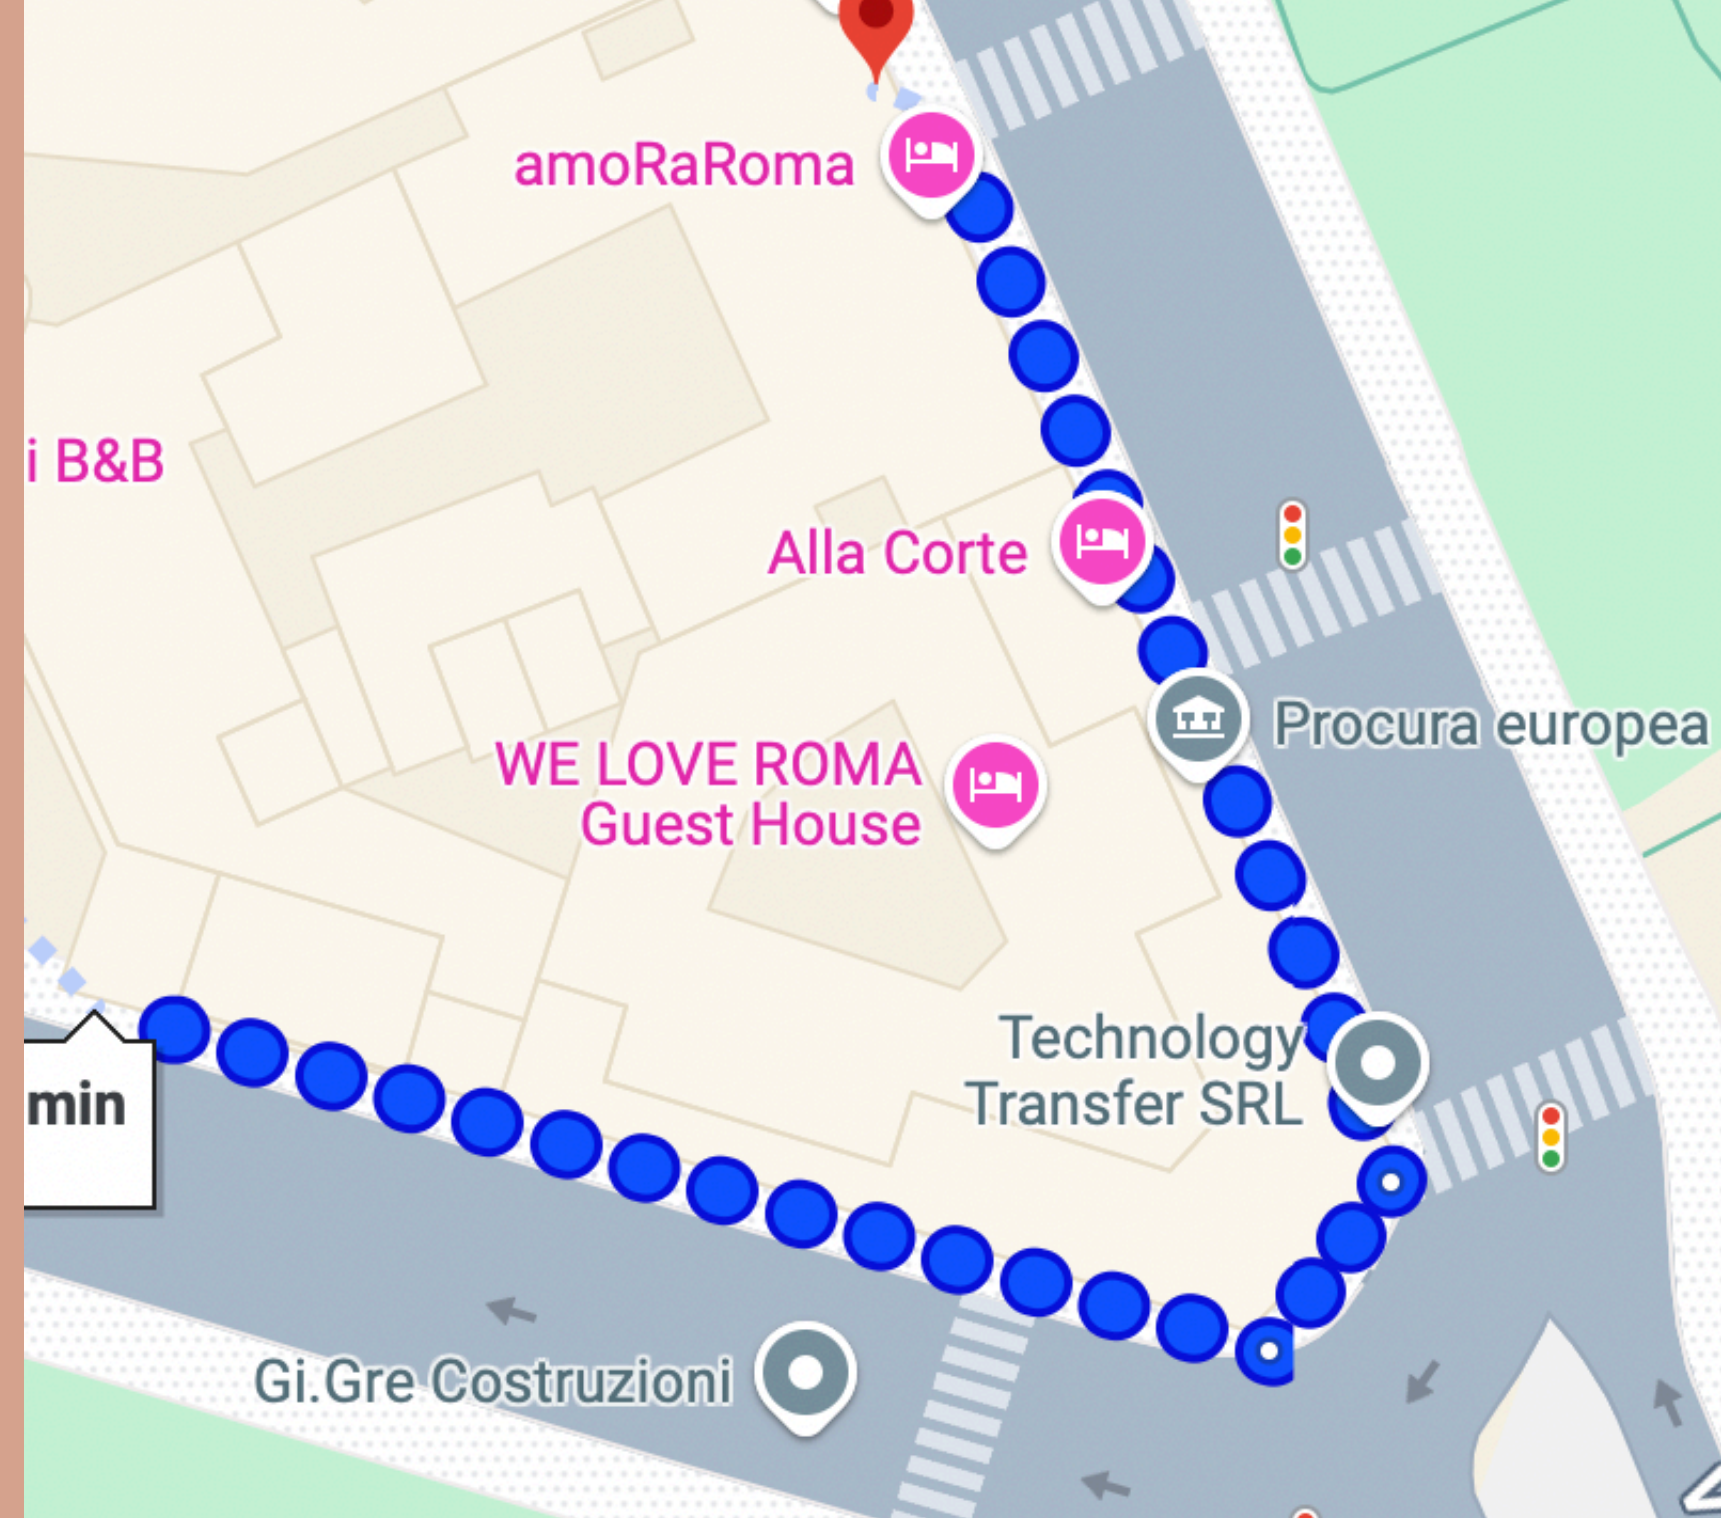 amoRaRoma
i B&B
Alla Corte
Procura europea
WE LOVE ROMA
Guest House
Technology
Transfer SRL
min
Gi.Gre Costruzioni